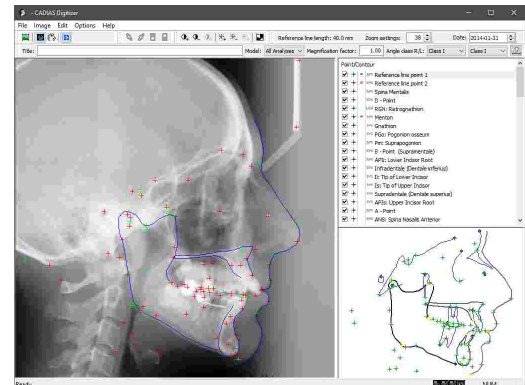 - CADIAS Digitizer
File Image Edit Options Help
Reference line length: 40.0 mm Zoom settings: 38 Date: 2014-01-31
Title: Model: All Analyses Magnification factor: 1.00 Angle class R/L: Class I Class I
Point/Contour
Reference line point 1
Reference line point 2
Spina Mentalis
D - Point
RGN: Retrognathion
Menton
Gnathion
PGo: Pogonion osseum
Pm: Suprapogonion
B - Point (Supramentale)
AP1: Lower Incisor Root
Infradentale (Dentale inferius)
Ii: Tip of Lower Incisor
Is: Tip of Upper Incisor
Supradentale (Dentale superius)
AP1s: Upper Incisor Root
A - Point
ANS: Spina Nasalis Anterior
Ready
NUM